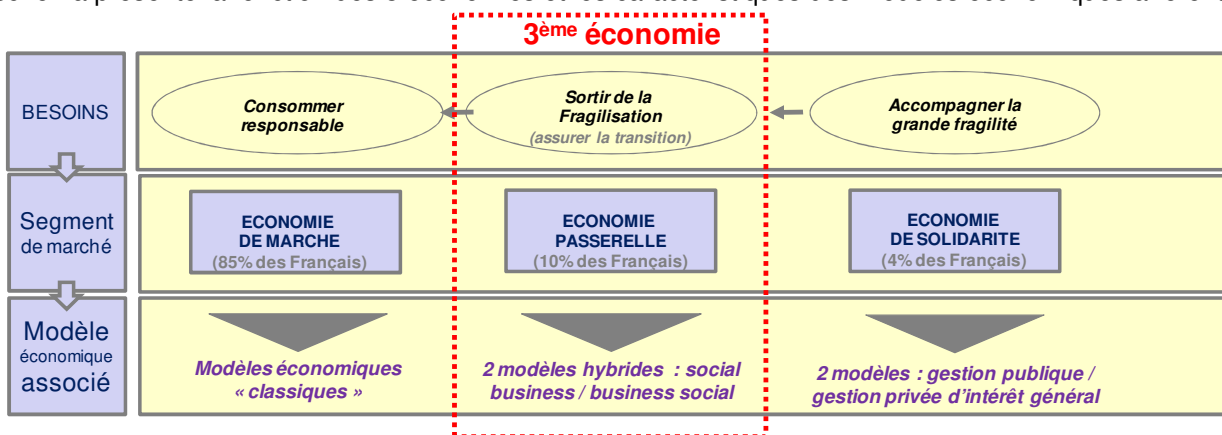 3ème économie
BESOINS
Consommer
responsable
Sortir de la
Fragilisation
(assurer la transition)
Accompagner la
grande fragilité
Segment
de marché
ECONOMIE
DE MARCHE
(85% des Français)
ECONOMIE
PASSERELLE
(10% des Français)
ECONOMIE
DE SOLIDARITE
(4% des Français)
Modèle
économique
associé
Modèles économiques
« classiques »
2 modèles hybrides : social
business / business social
2 modèles : gestion publique /
gestion privée d'intérêt général